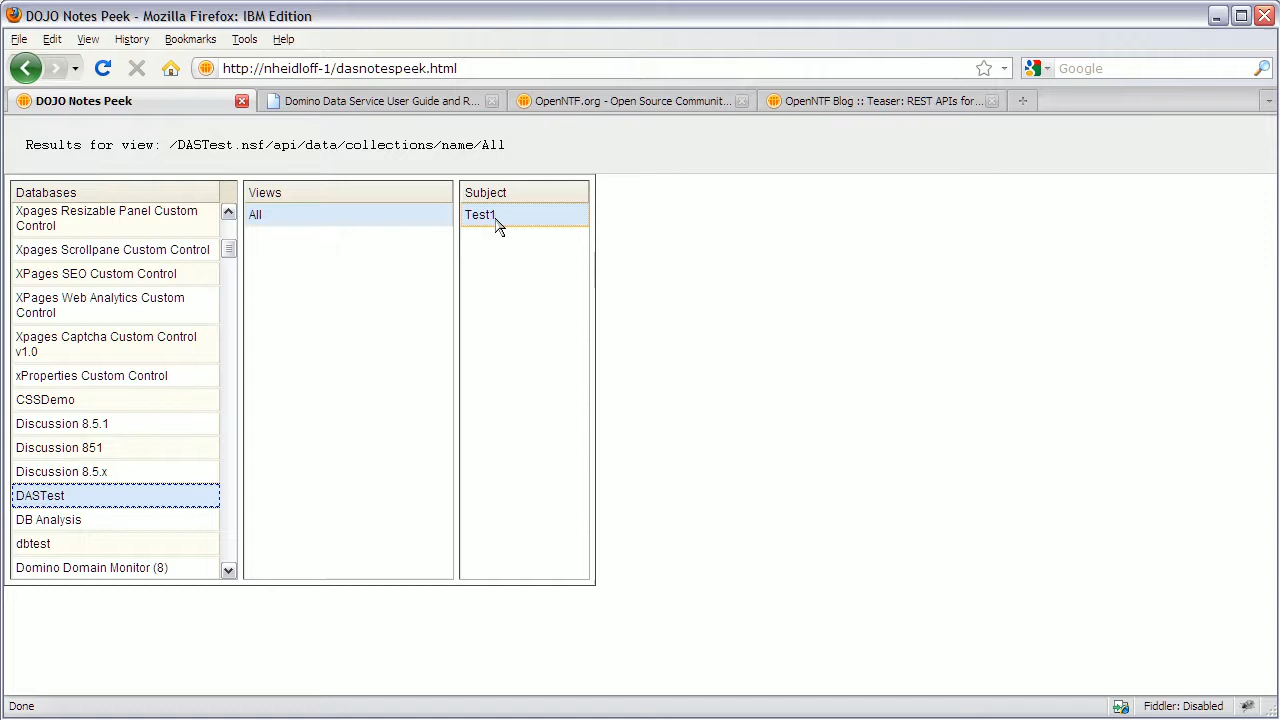 DOJO Notes Peek - Mozilla Firefox: IBM Edition
File Edit View History Bookmarks Tools Help
http://nheidloff-1/dasnotespeek.html
Google
DOJO Notes Peek
Domino Data Service User Guide and R...
OpenNTF.org - Open Source Communit...
OpenNTF Blog :: Teaser: REST APIs for ...
Results for view: /DASTest.nsf/api/data/collections/name/All
Databases
Xpages Resizable Panel Custom
Control
Xpages Scrollpane Custom Control
XPages SEO Custom Control
XPages Web Analytics Custom
Control
Xpages Captcha Custom Control
v1.0
xProperties Custom Control
CSSDemo
Discussion 8.5.1
Discussion 851
Discussion 8.5.x
DASTest
DB Analysis
dbtest
Domino Domain Monitor (8)
Views
All
Subject
Test1
Done
Fiddler: Disabled